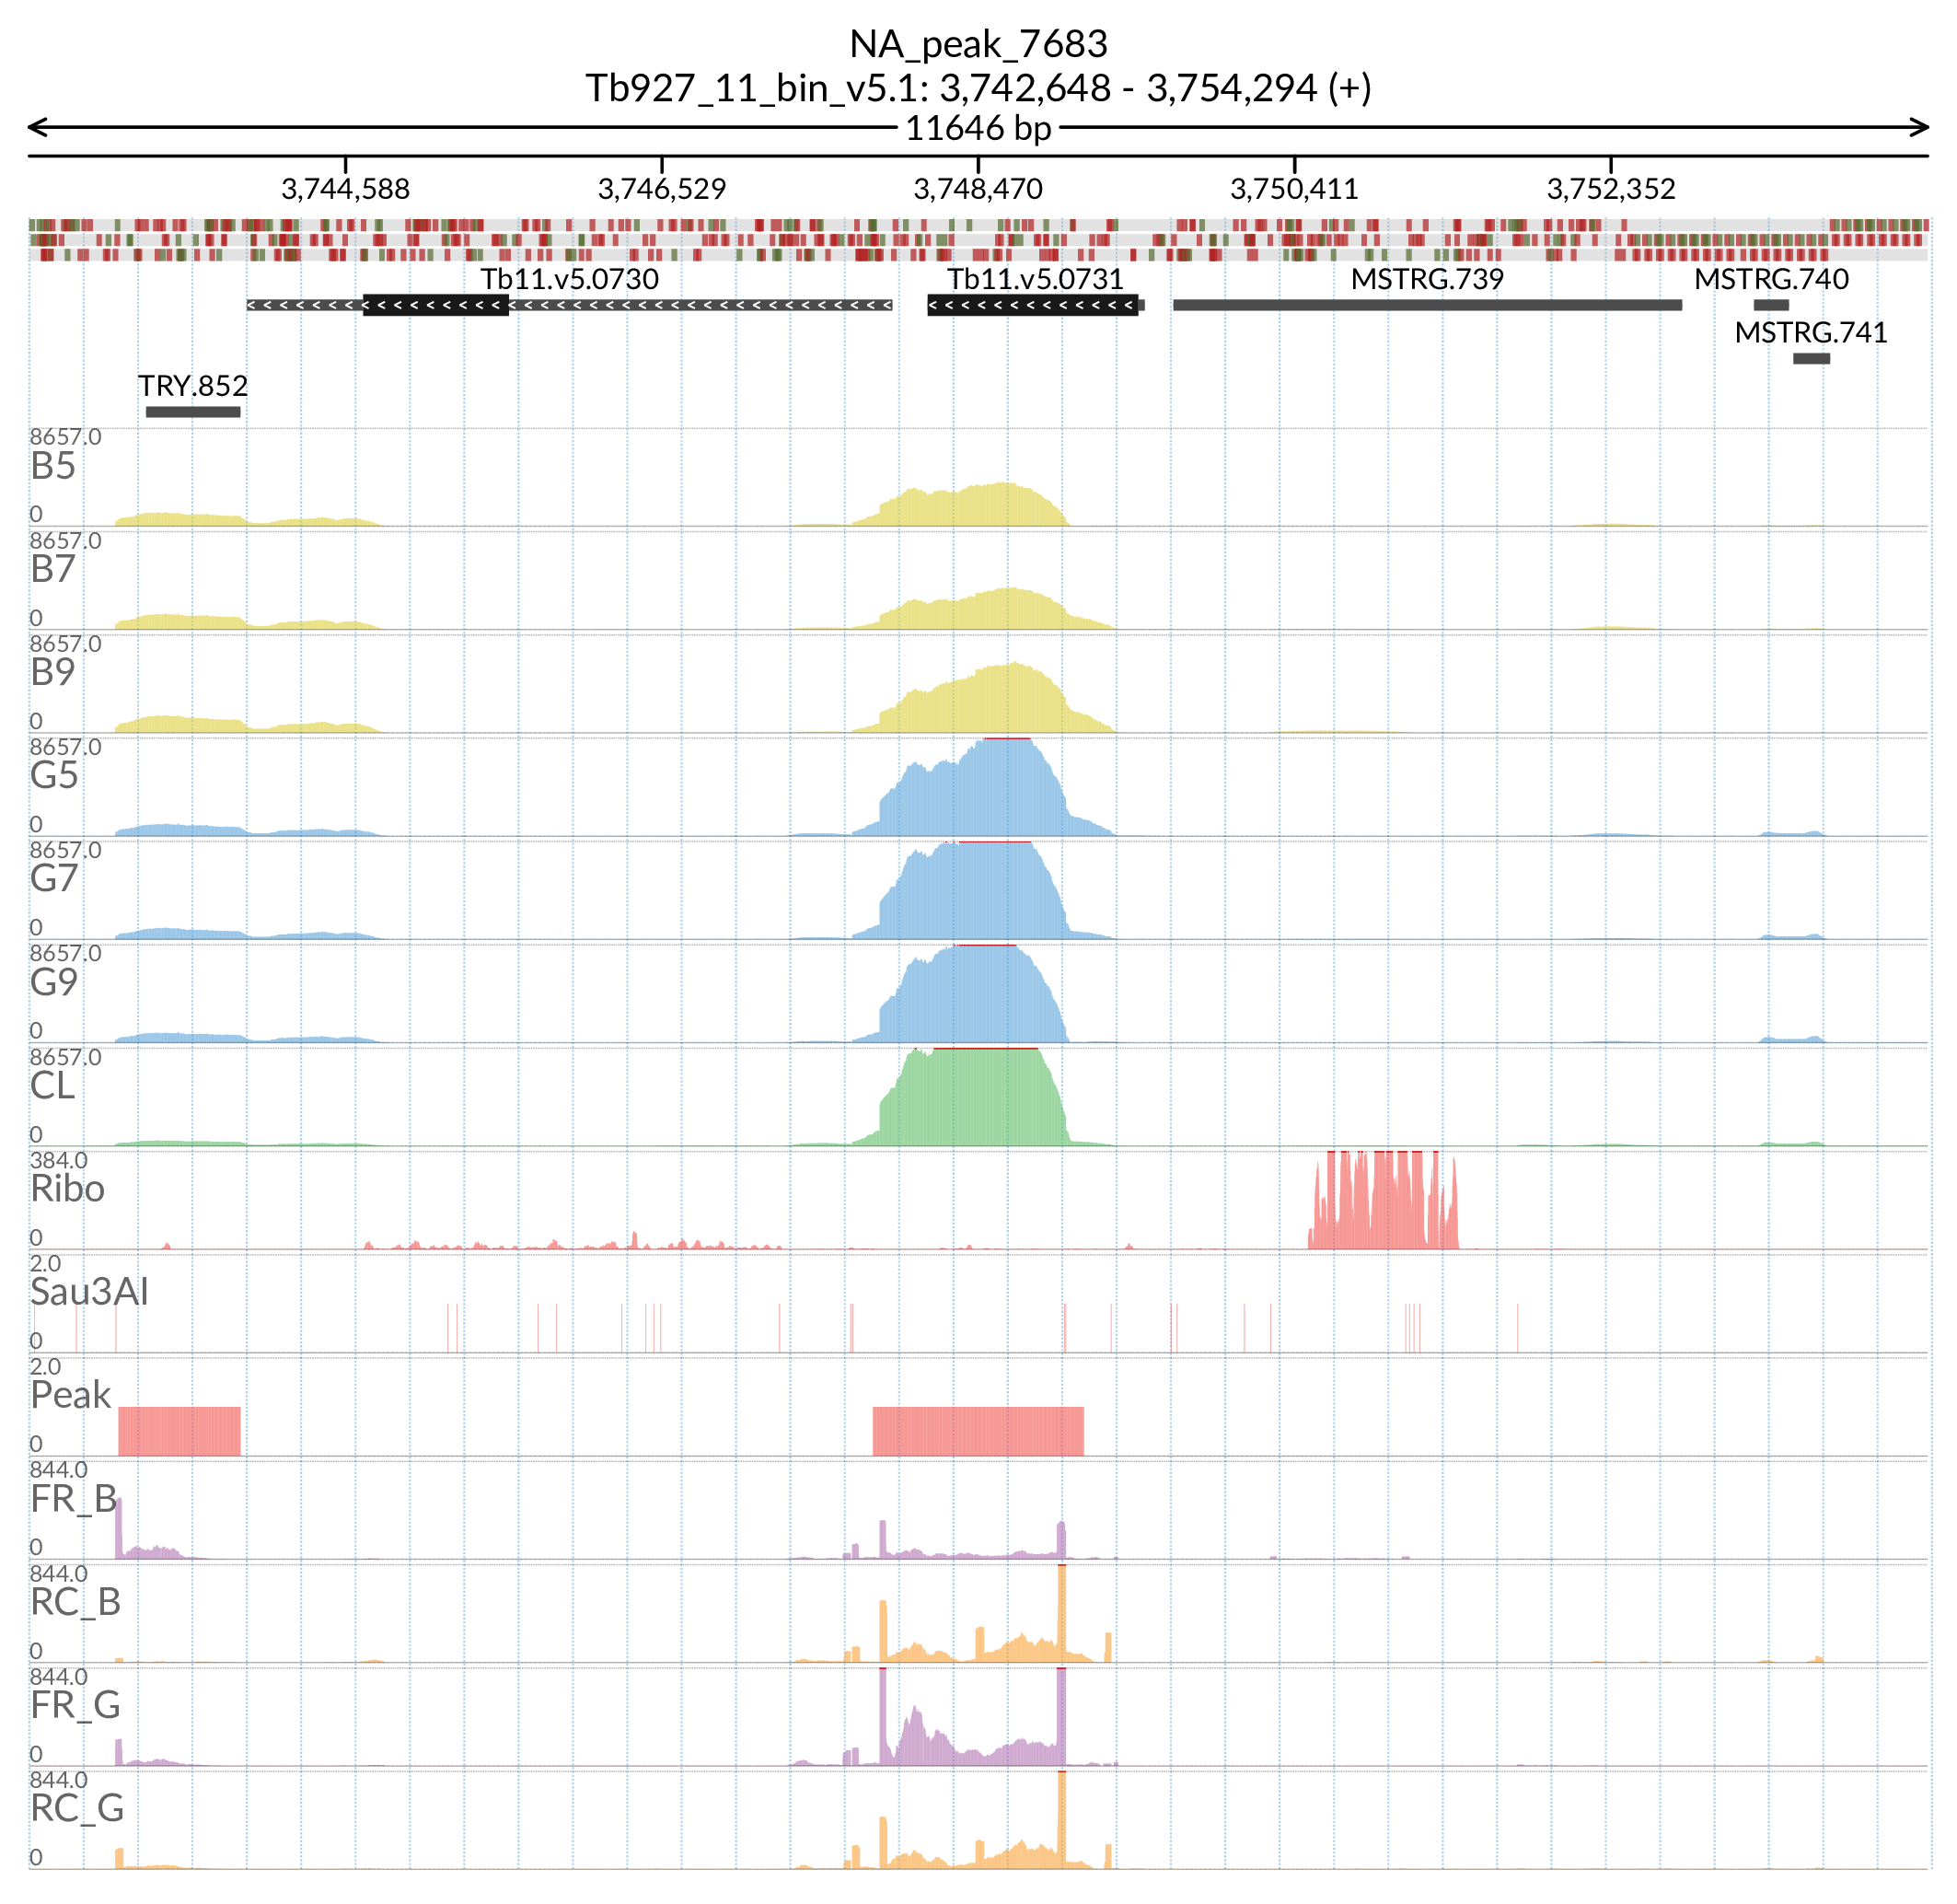 NA_peak_7683
Tb927_11_bin_v5.1: 3,742,648 - 3,754,294 (+)
11646 bp
3,744,588 3,746,529 3,748,470 3,750,411 3,752,352
Tb11.v5.0730 Tb11.v5.0731 MSTRG.739 MSTRG.740
MSTRG.741
TRY.852
8657.0
B5
0
8657.0
B7
0
8657.0
B9
0
8657.0
G5
0
8657.0
G7
0
8657.0
G9
0
8657.0
CL
0
384.0
Ribo
0
2.0
Sau3AI
0
2.0
Peak
0
844.0
FR_B
0
844.0
RC_B
0
844.0
FR_G
0
844.0
RC_G
0